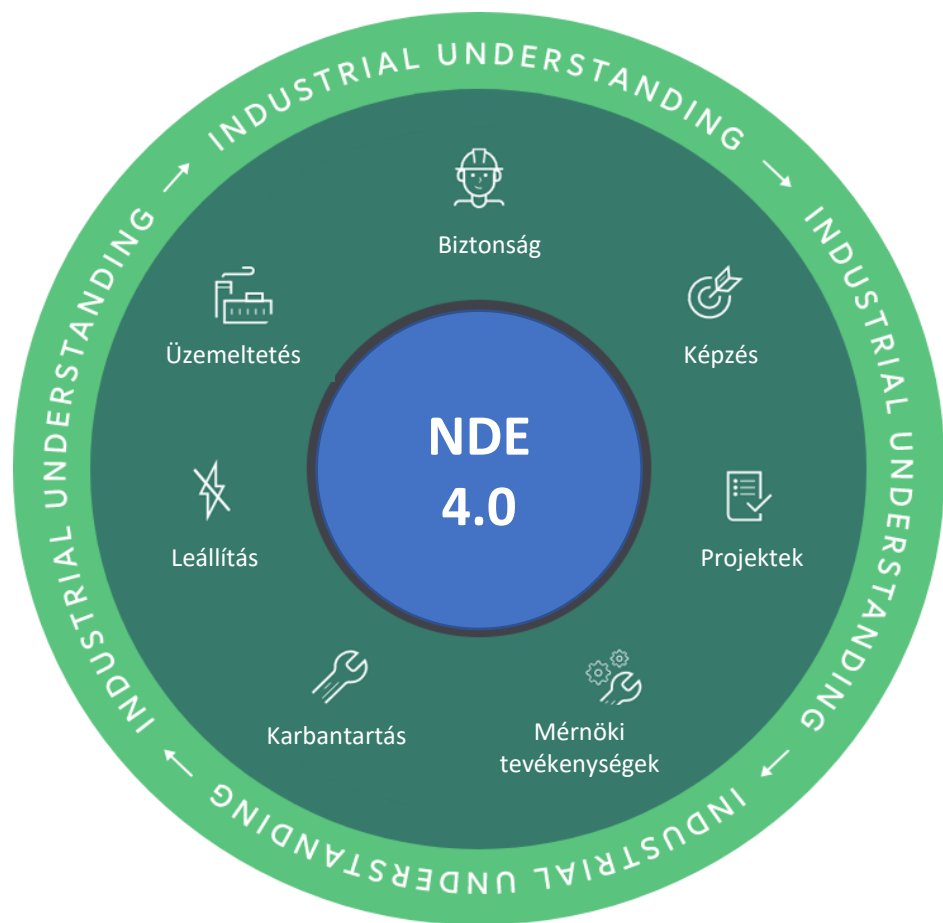 INDUSTRIAL UNDERSTANDING →
INDUSTRIAL UNDERSTANDING →
INDUSTRIAL UNDERSTANDING →
INDUSTRIAL UNDERSTANDING →
Biztonság
Képzés
Projektek
Mérnöki
tevékenységek
Karbantartás
Leállítás
Üzemeltetés
NDE
4.0